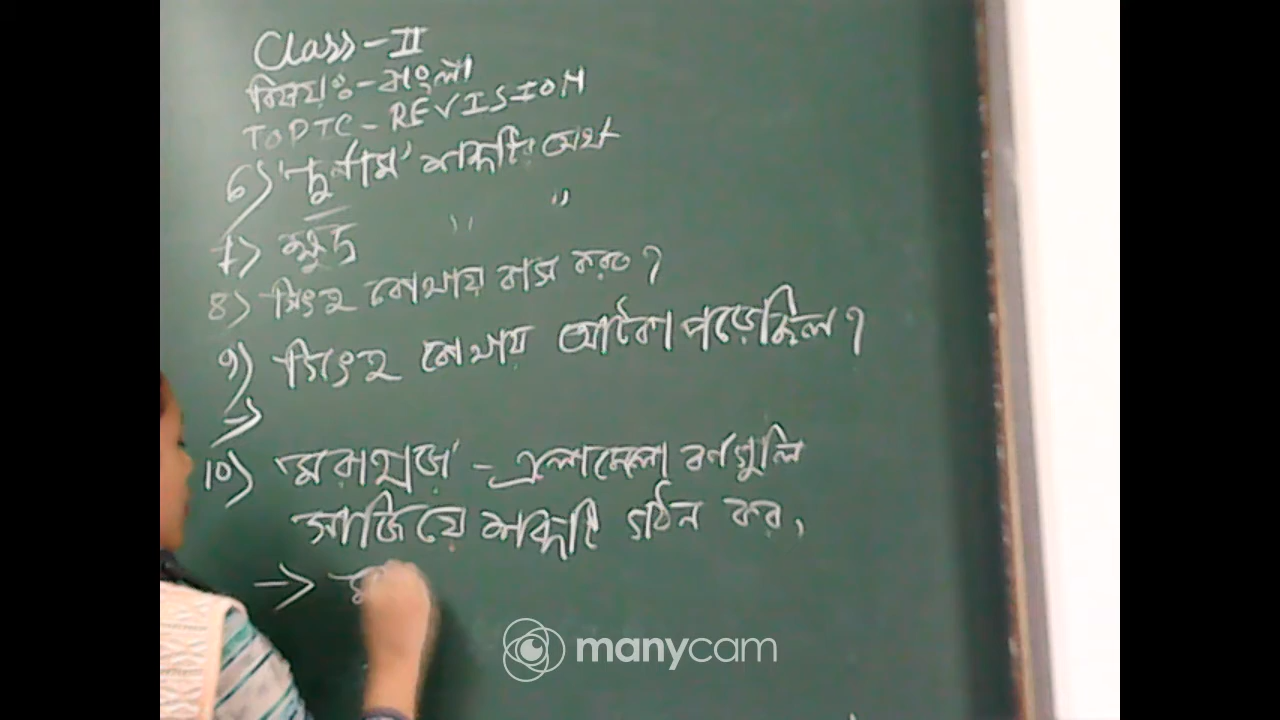 Class-II
বিষয়ঃ-বাংলা
TOPIC - REVISION
6) 'দুর্নাম' শব্দটির অর্থ
7) ক্ষুদ্র " "
8) সিংহ কোথায় বাস করত?
9) সিংহ কোথায় আটকা পড়েছিল?
→
10) 'মরাহাজ' - এলোমেলো বর্ণগুলি
সাজিয়ে শব্দটি গঠন কর,
→
manycam